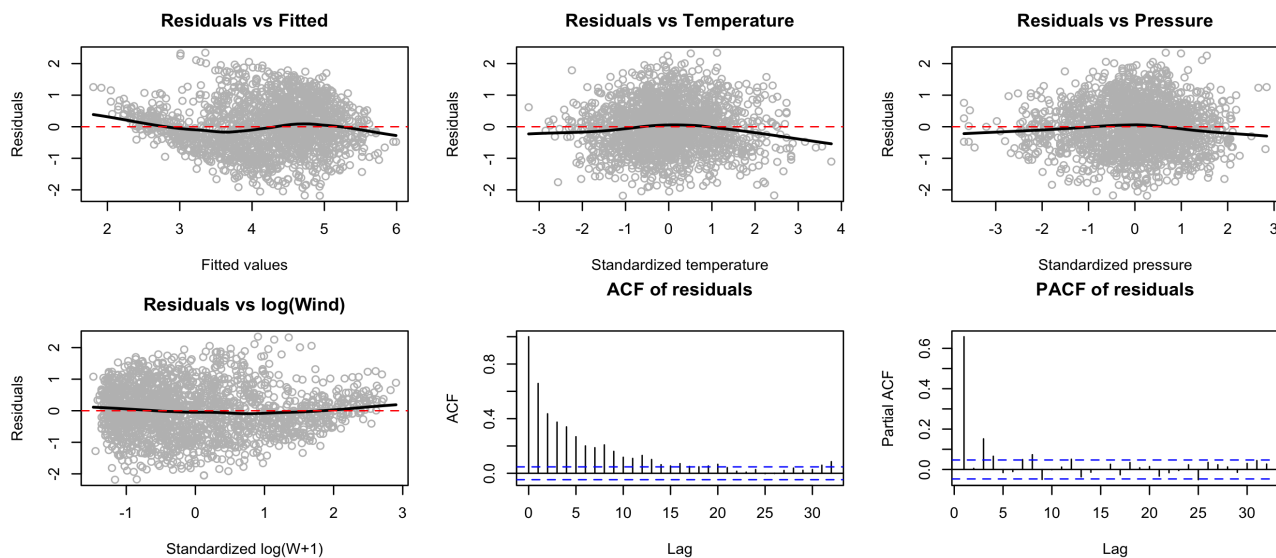 Residuals vs Fitted
Residuals
2
1
0
-1
-2
2 3 4 5 6
Fitted values
Residuals vs Temperature
Residuals
2
1
0
-1
-2
-3 -2 -1 0 1 2 3 4
Standardized temperature
Residuals vs Pressure
Residuals
2
1
0
-1
-2
-3 -2 -1 0 1 2 3
Standardized pressure
Residuals vs log(Wind)
Residuals
2
1
0
-1
-2
-1 0 1 2 3
Standardized log(W+1)
ACF of residuals
ACF
0.8
0.4
0.0
0 5 10 15 20 25 30
Lag
PACF of residuals
Partial ACF
0.6
0.4
0.2
0.0
0 5 10 15 20 25 30
Lag